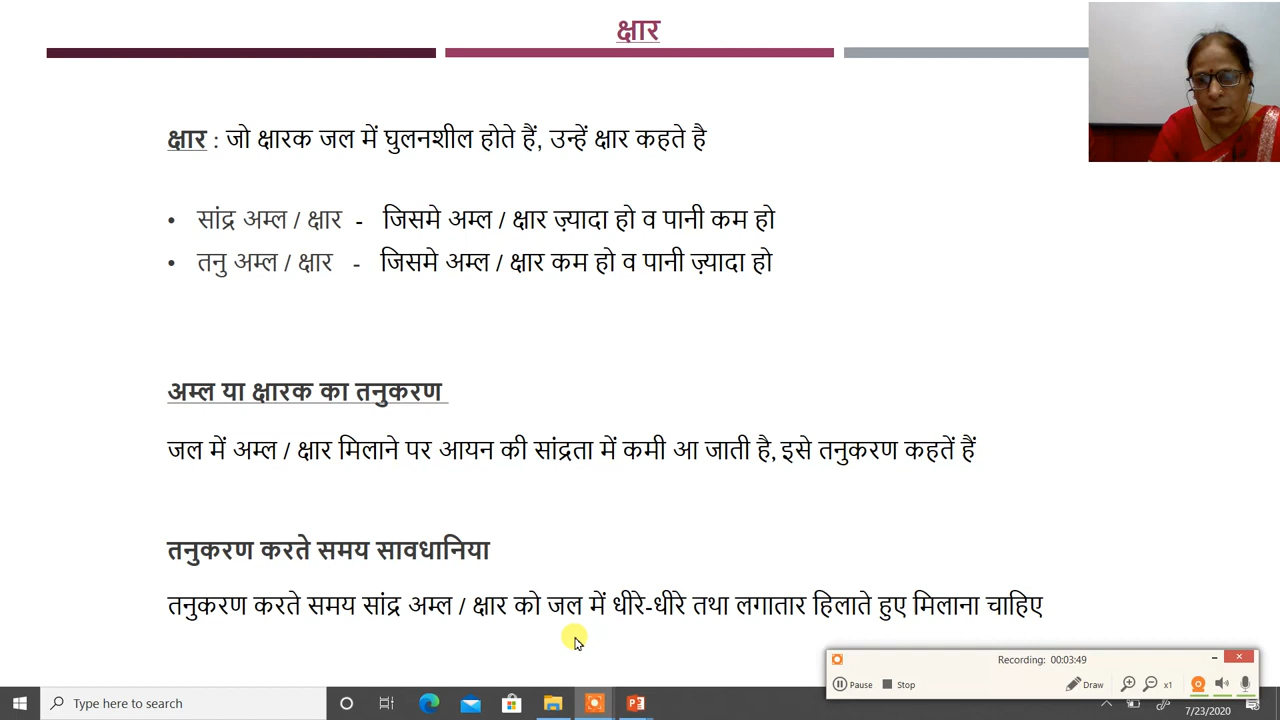 क्षार
क्षार : जो क्षारक जल में घुलनशील होते हैं, उन्हें क्षार कहते है
• सांद्र अम्ल / क्षार - जिसमे अम्ल / क्षार ज़्यादा हो व पानी कम हो
• तनु अम्ल / क्षार - जिसमे अम्ल / क्षार कम हो व पानी ज़्यादा हो
अम्ल या क्षारक का तनुकरण
जल में अम्ल / क्षार मिलाने पर आयन की सांद्रता में कमी आ जाती है, इसे तनुकरण कहतें हैं
तनुकरण करते समय सावधानिया
तनुकरण करते समय सांद्र अम्ल / क्षार को जल में धीरे-धीरे तथा लगातार हिलाते हुए मिलाना चाहिए
Recording: 00:03:49
Pause Stop x1 Draw
Type here to search
7/23/2020